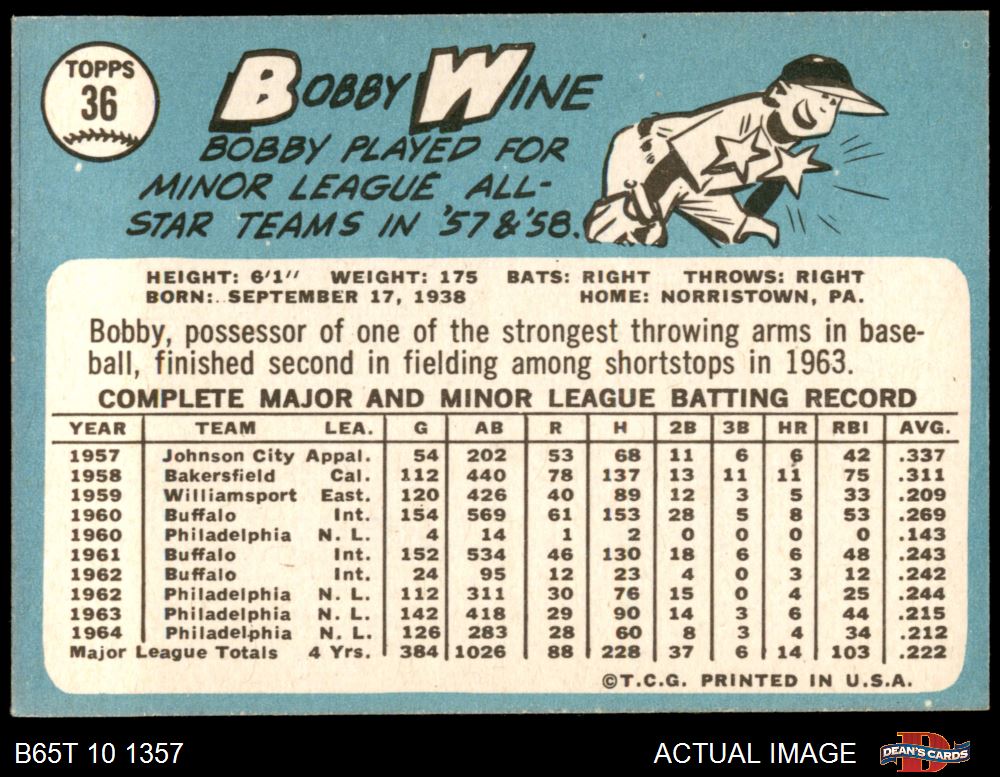 TOPPS
36
BOBBY WINE
BOBBY PLAYED FOR
MINOR LEAGUE ALL-
STAR TEAMS IN '57 & '58.
HEIGHT: 6'1" WEIGHT: 175 BATS: RIGHT THROWS: RIGHT
BORN: SEPTEMBER 17, 1938 HOME: NORRISTOWN, PA.
Bobby, possessor of one of the strongest throwing arms in base-
ball, finished second in fielding among shortstops in 1963.
COMPLETE MAJOR AND MINOR LEAGUE BATTING RECORD
YEAR TEAM LEA. G AB R H 2B 3B HR RBI AVG.
1957 Johnson City Appal. 54 202 53 68 11 6 6 42 .337
1958 Bakersfield Cal. 112 440 78 137 13 11 11 75 .311
1959 Williamsport East. 120 426 40 89 12 3 5 33 .209
1960 Buffalo Int. 154 569 61 153 28 5 8 53 .269
1960 Philadelphia N. L. 4 14 1 2 0 0 0 0 .143
1961 Buffalo Int. 152 534 46 130 18 6 6 48 .243
1962 Buffalo Int. 24 95 12 23 4 0 3 12 .242
1962 Philadelphia N. L. 112 311 30 76 15 0 4 25 .244
1963 Philadelphia N. L. 142 418 29 90 14 3 6 44 .215
1964 Philadelphia N. L. 126 283 28 60 8 3 4 34 .212
Major League Totals 4 Yrs. 384 1026 88 228 37 6 14 103 .222
©T.C.G. PRINTED IN U.S.A.
B65T 10 1357 ACTUAL IMAGE D DEAN'S CARDS